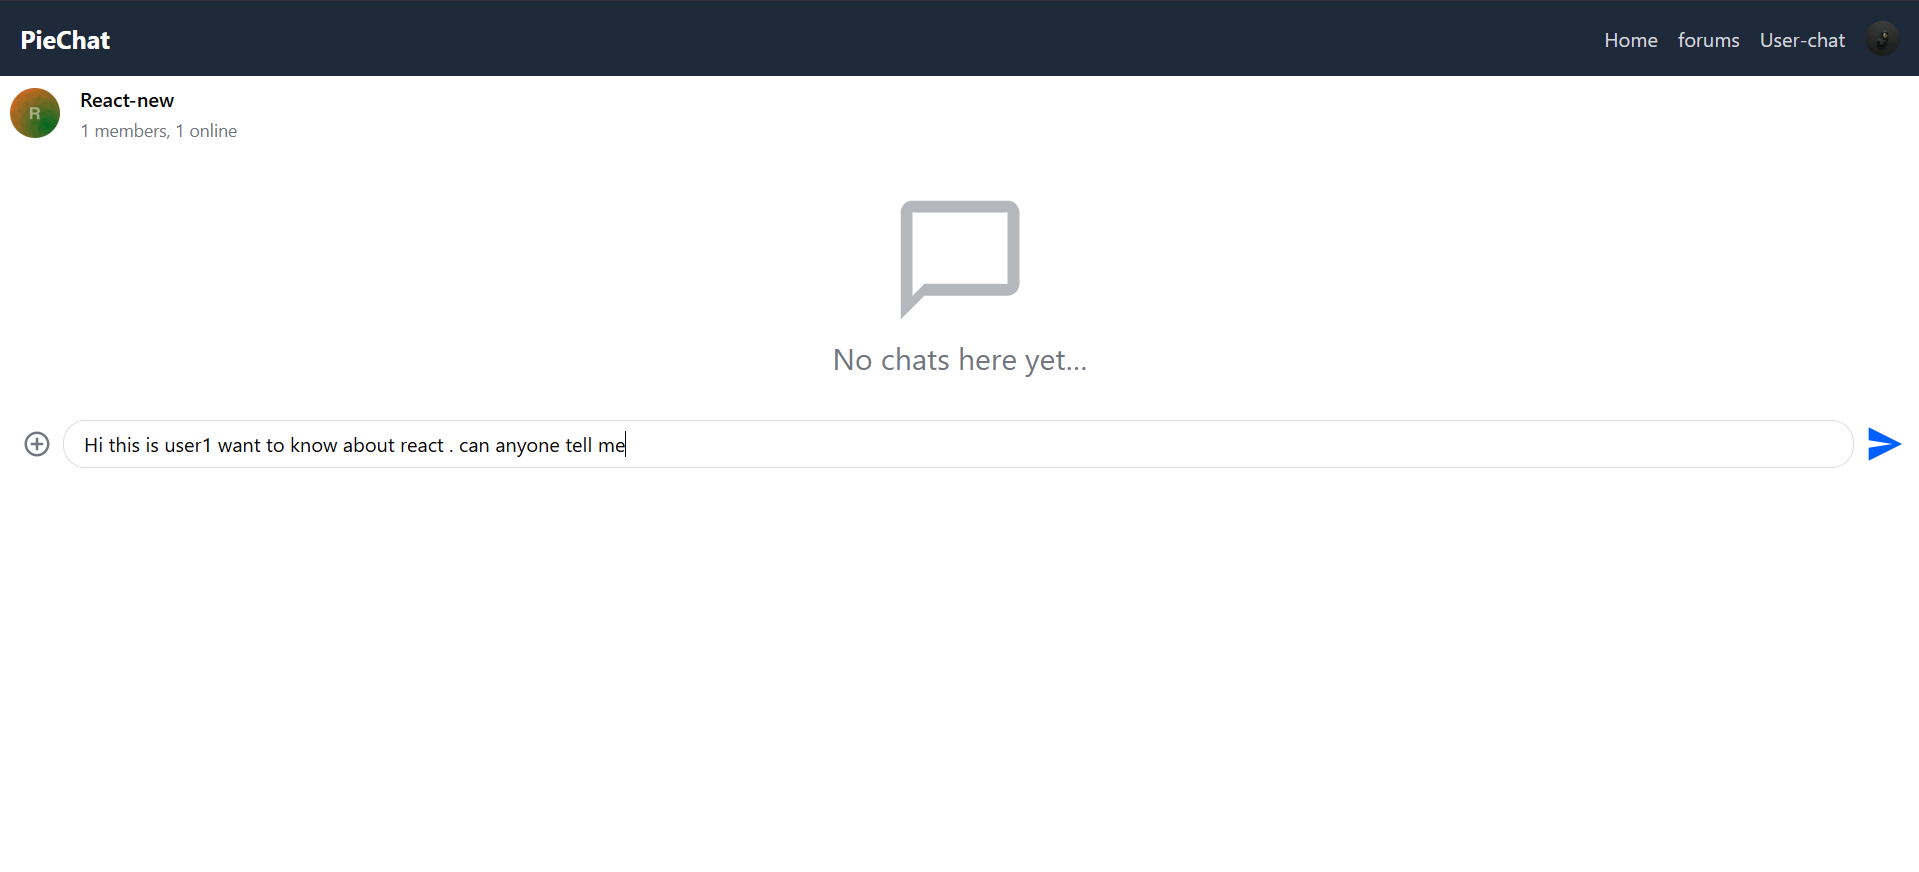 PieChat
Home forums User-chat
R
React-new
1 members, 1 online
No chats here yet...
Hi this is user1 want to know about react . can anyone tell me